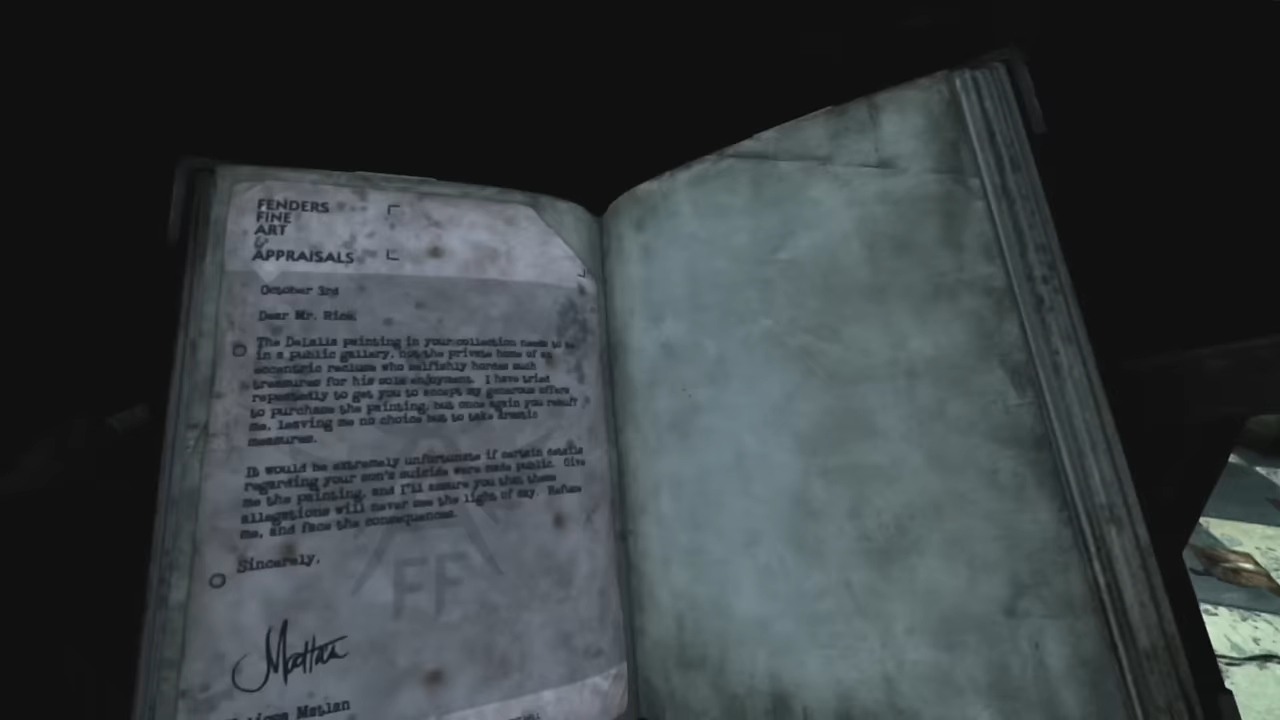 FENDERS
FINE
ART
&
APPRAISALS
October 3rd
Dear Mr. Rice,
The DeLalia painting in your collection needs to be
in a public gallery, not the private home of an
eccentric recluse who selfishly hordes such
treasures for his sole enjoyment. I have tried
repeatedly to get you to accept my generous offers
to purchase the painting, but once again you rebuff
me, leaving me no choice but to take drastic
measures.
It would be extremely unfortunate if certain details
regarding your son's suicide were made public. Give
me the painting, and I'll assure you that these
allegations will never see the light of day. Refuse
me, and face the consequences.
Sincerely,
FF
Matlan